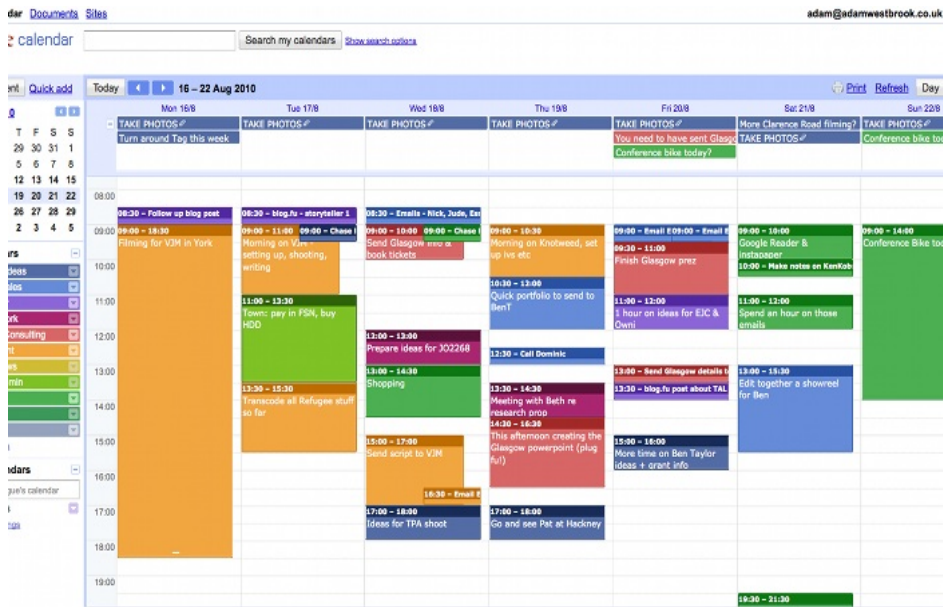 dar Documents Sites
adam@adamwestbrook.co.uk
calendar
Search my calendars
Show search options
Quick add
Today
16 – 22 Aug 2010
Print Refresh Day
Mon 16/8
Tue 17/8
Wed 18/8
Thu 19/8
Fri 20/8
Sat 21/8
Sun 22/8
T F S S
29 30 31 1
5 6 7 8
12 13 14 15
19 20 21 22
26 27 28 29
2 3 4 5
TAKE PHOTOS
Turn around Tag this week
TAKE PHOTOS
TAKE PHOTOS
TAKE PHOTOS
TAKE PHOTOS
You need to have sent Glasgo
Conference bike today?
More Clarence Road filming?
TAKE PHOTOS
TAKE PHOTOS
Conference bike to
08:00
09:00
10:00
11:00
12:00
13:00
14:00
15:00
16:00
17:00
18:00
19:00
08:30 – Follow up blog post
09:00 – 18:30
Filming for VJM in York
08:30 – blog.fu – storyteller 1
09:00 – 11:00
09:00 – Chase
Morning on VJM -
setting up, shooting,
writing
11:00 – 13:30
Town: pay in FSN, buy
HDD
13:30 – 15:30
Transcode all Refugee stuff
so far
08:30 – Emails - Nick, Jude,
09:00 – 10:00
09:00 – Chase
Send Glasgow info &
book tickets
12:00 – 13:00
Prepare ideas for JO2268
13:00 – 14:30
Shopping
15:00 – 17:00
Send script to VJM
16:30 – Email
17:00 – 18:00
Ideas for TPA shoot
09:00 – 10:30
Morning on Knotweed, set
up ivs etc
10:30 – 12:00
Quick portfolio to send to
BenT
12:30 – Call Dominic
13:30 – 14:30
Meeting with Beth re
research prop
14:30 – 16:30
This afternoon creating the
Glasgow powerpoint (plug
fu!)
17:00 – 18:00
Go and see Pat at Hackney
09:00 – Email
09:00 – Email
09:30 – 11:00
Finish Glasgow prez
11:00 – 12:00
1 hour on ideas for EJC &
Owni
13:00 – Send Glasgow details t
13:30 – blog.fu post about TAL
15:00 – 16:00
More time on Ben Taylor
ideas + grant info
09:00 – 10:00
Google Reader &
instapaper
10:00 – Make notes on KenKob
11:00 – 12:00
Spend an hour on those
emails
13:00 – 15:30
Edit together a showreel
for Ben
19:30 – 21:30
09:00 – 14:00
Conference Bike to
deas
rk
Consulting
min
dars
gue's calendar